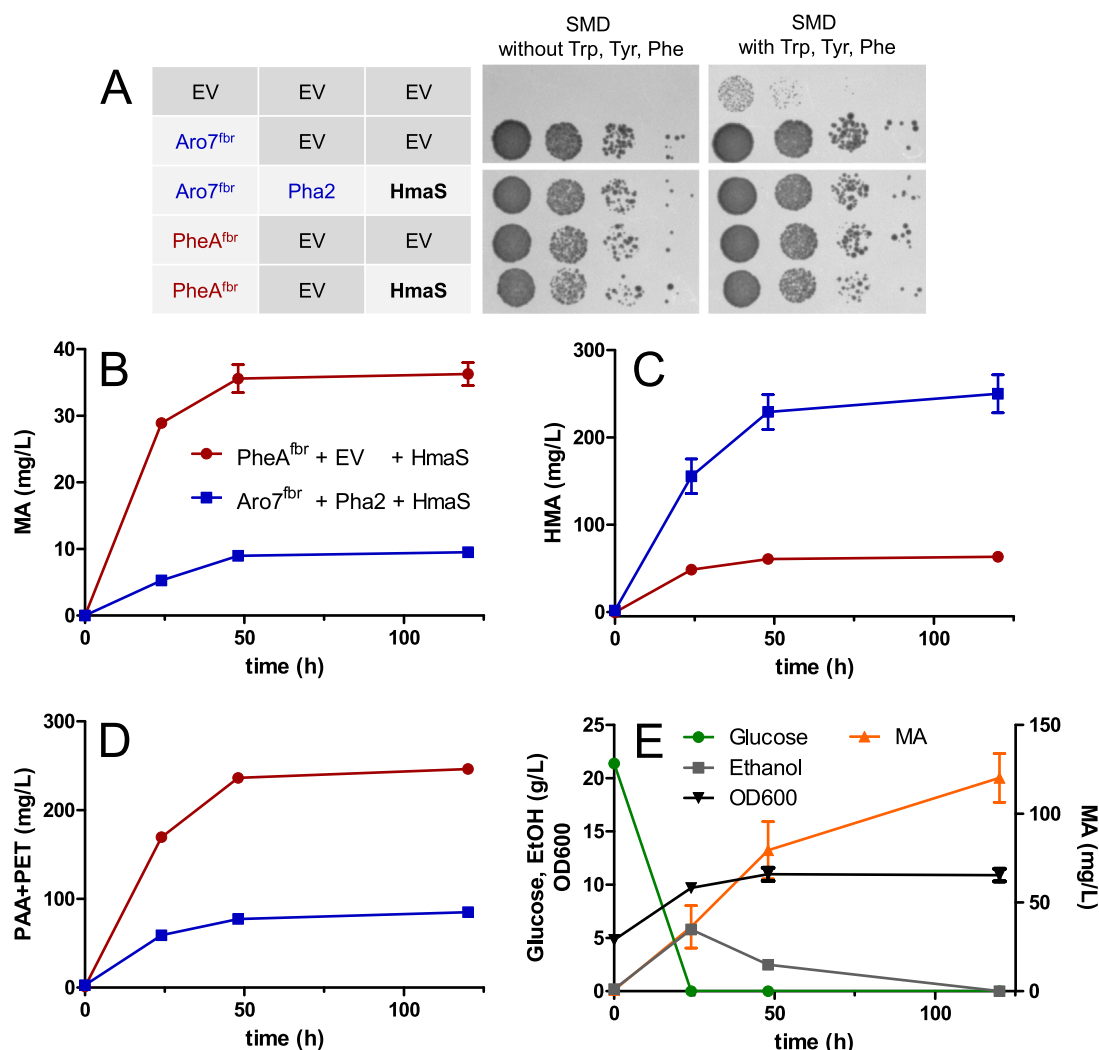 SMD
without Trp, Tyr, Phe
SMD
with Trp, Tyr, Phe
A
EV EV EV
Aro7fbr EV EV
Aro7fbr Pha2 HmaS
PheAfbr EV EV
PheAfbr EV HmaS
B
MA (mg/L)
40
30
20
10
0
0 50 100
time (h)
PheAfbr + EV + HmaS
Aro7fbr + Pha2 + HmaS
C
HMA (mg/L)
300
200
100
0
0 50 100
time (h)
D
PAA+PET (mg/L)
300
200
100
0
0 50 100
time (h)
E
Glucose, EtOH (g/L)
OD600
25
20
15
10
5
0
Glucose
Ethanol
OD600
MA
150
100
50
0
MA (mg/L)
0 50 100
time (h)